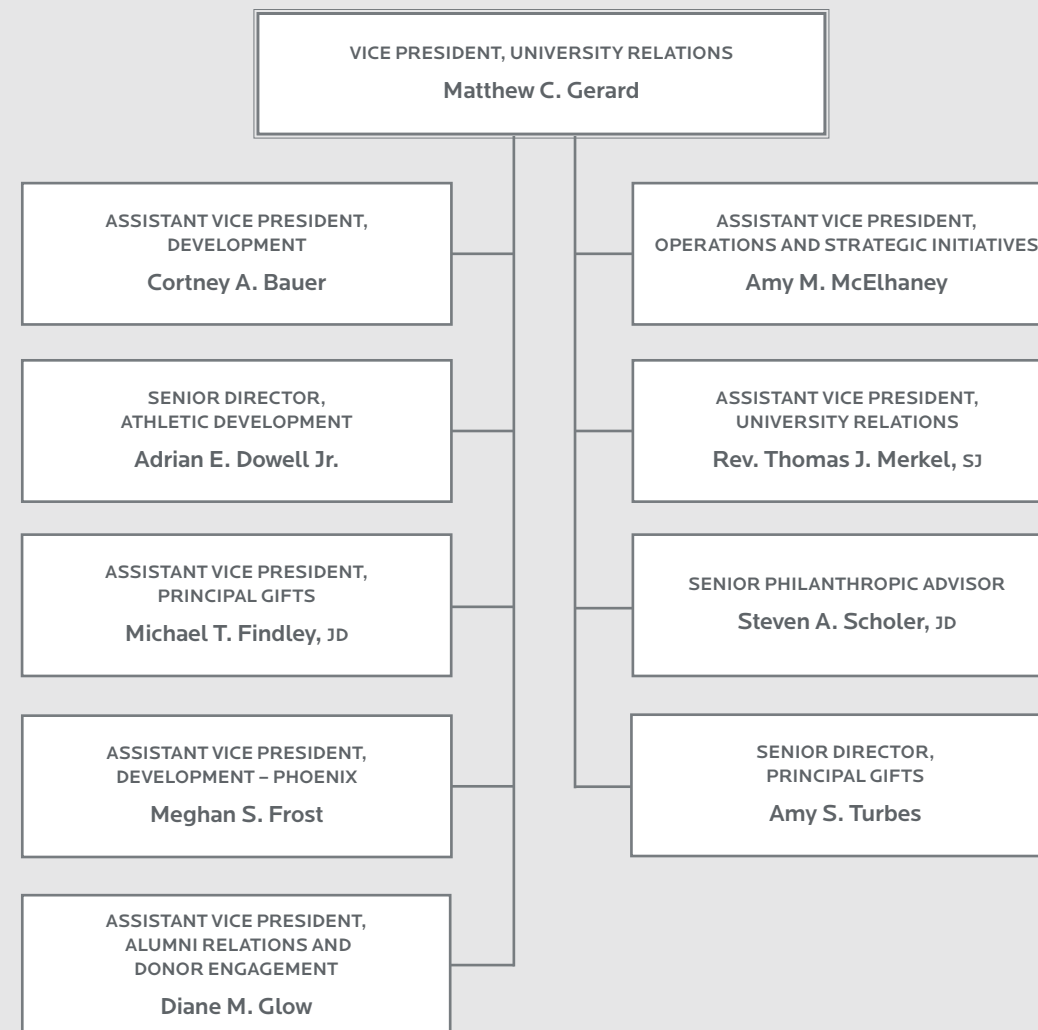 VICE PRESIDENT, UNIVERSITY RELATIONS
Matthew C. Gerard
ASSISTANT VICE PRESIDENT,
DEVELOPMENT
Cortney A. Bauer
SENIOR DIRECTOR,
ATHLETIC DEVELOPMENT
Adrian E. Dowell Jr.
ASSISTANT VICE PRESIDENT,
PRINCIPAL GIFTS
Michael T. Findley, JD
ASSISTANT VICE PRESIDENT,
DEVELOPMENT – PHOENIX
Meghan S. Frost
ASSISTANT VICE PRESIDENT,
ALUMNI RELATIONS AND
DONOR ENGAGEMENT
Diane M. Glow
ASSISTANT VICE PRESIDENT,
OPERATIONS AND STRATEGIC INITIATIVES
Amy M. McElhaney
ASSISTANT VICE PRESIDENT,
UNIVERSITY RELATIONS
Rev. Thomas J. Merkel, SJ
SENIOR PHILANTHROPIC ADVISOR
Steven A. Scholer, JD
SENIOR DIRECTOR,
PRINCIPAL GIFTS
Amy S. Turbes